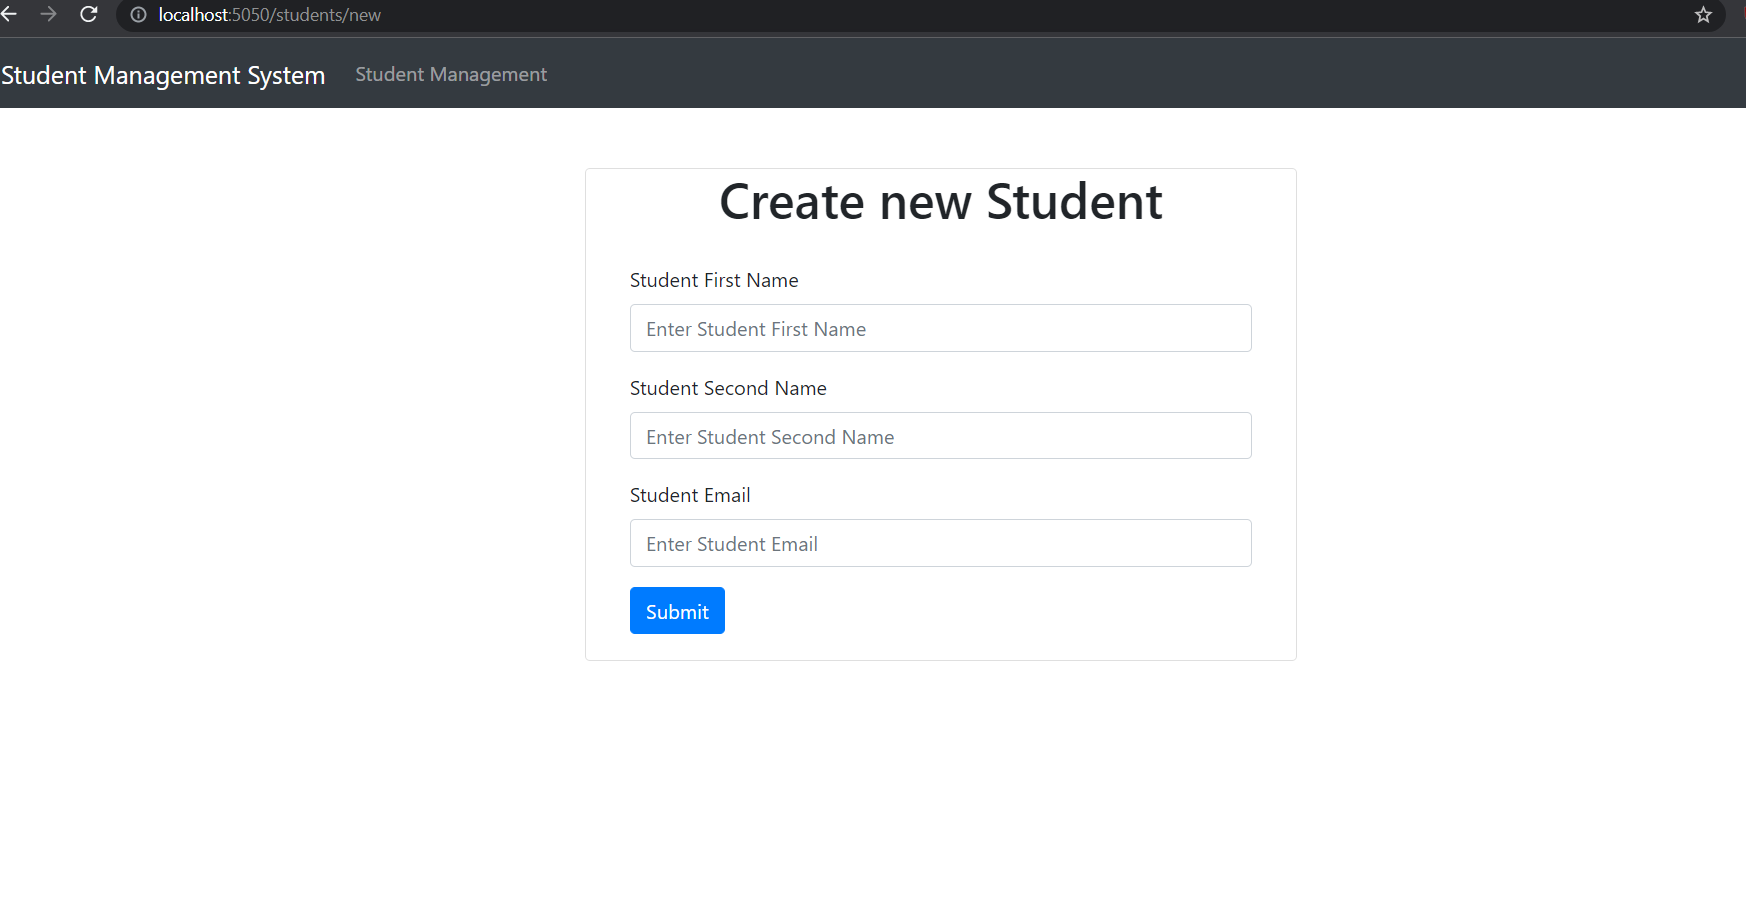 localhost:5050/students/new
Student Management System Student Management
Create new Student
Student First Name
Enter Student First Name
Student Second Name
Enter Student Second Name
Student Email
Enter Student Email
Submit